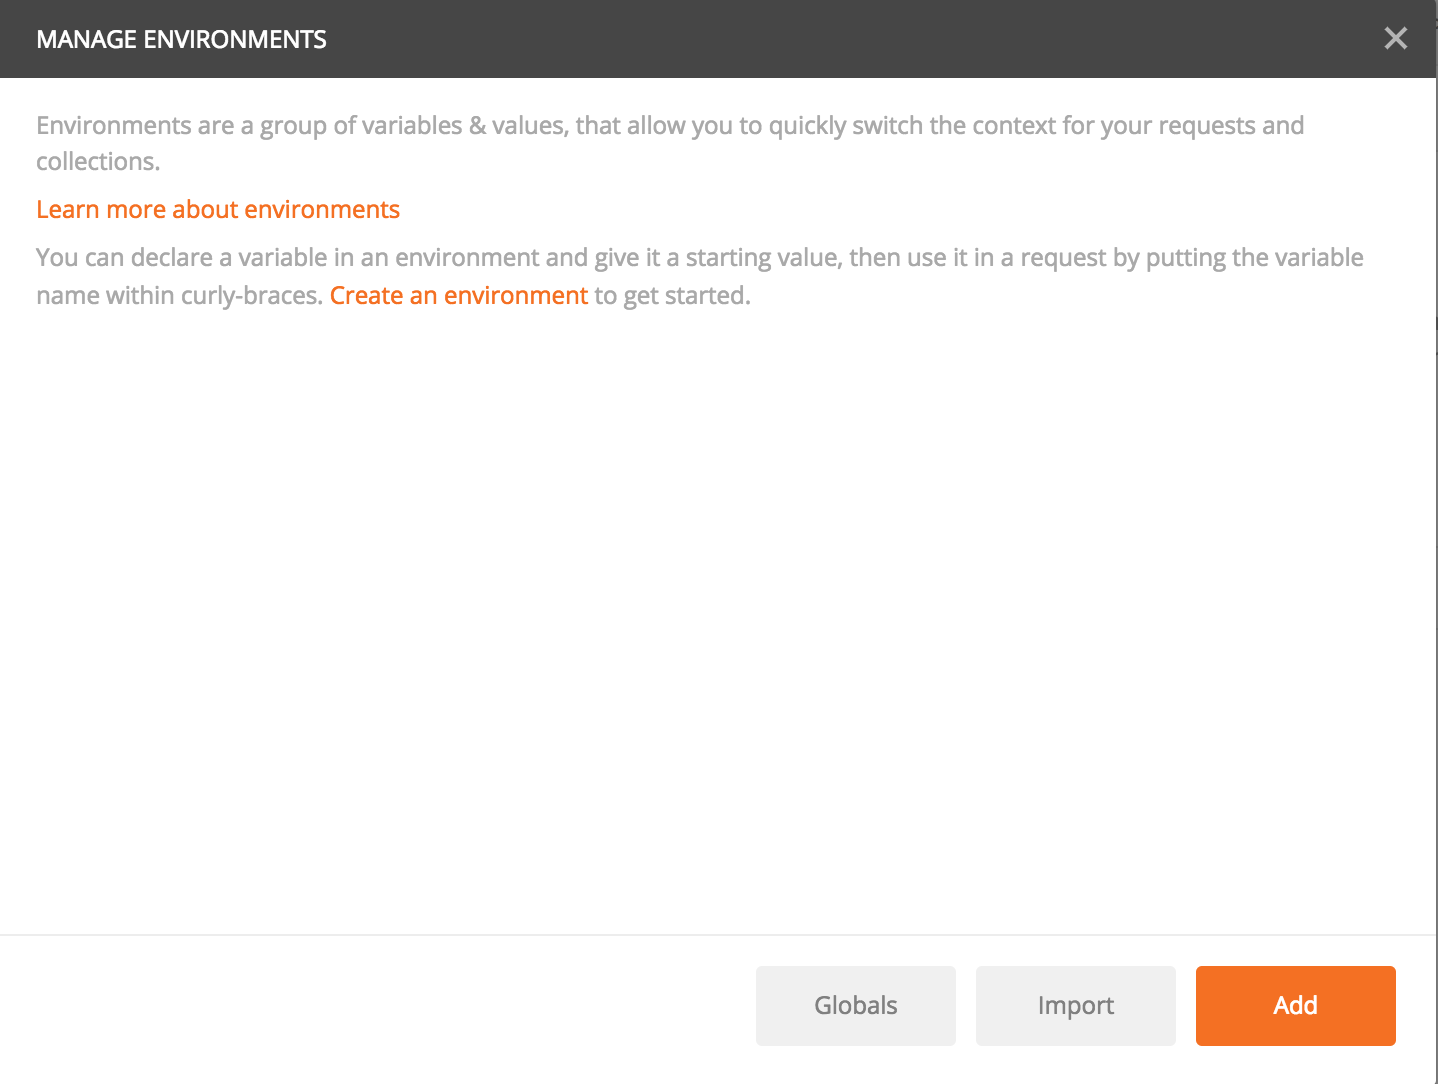 MANAGE ENVIRONMENTS
Environments are a group of variables & values, that allow you to quickly switch the context for your requests and
collections.
Learn more about environments
You can declare a variable in an environment and give it a starting value, then use it in a request by putting the variable
name within curly-braces. Create an environment to get started.
Globals
Import
Add